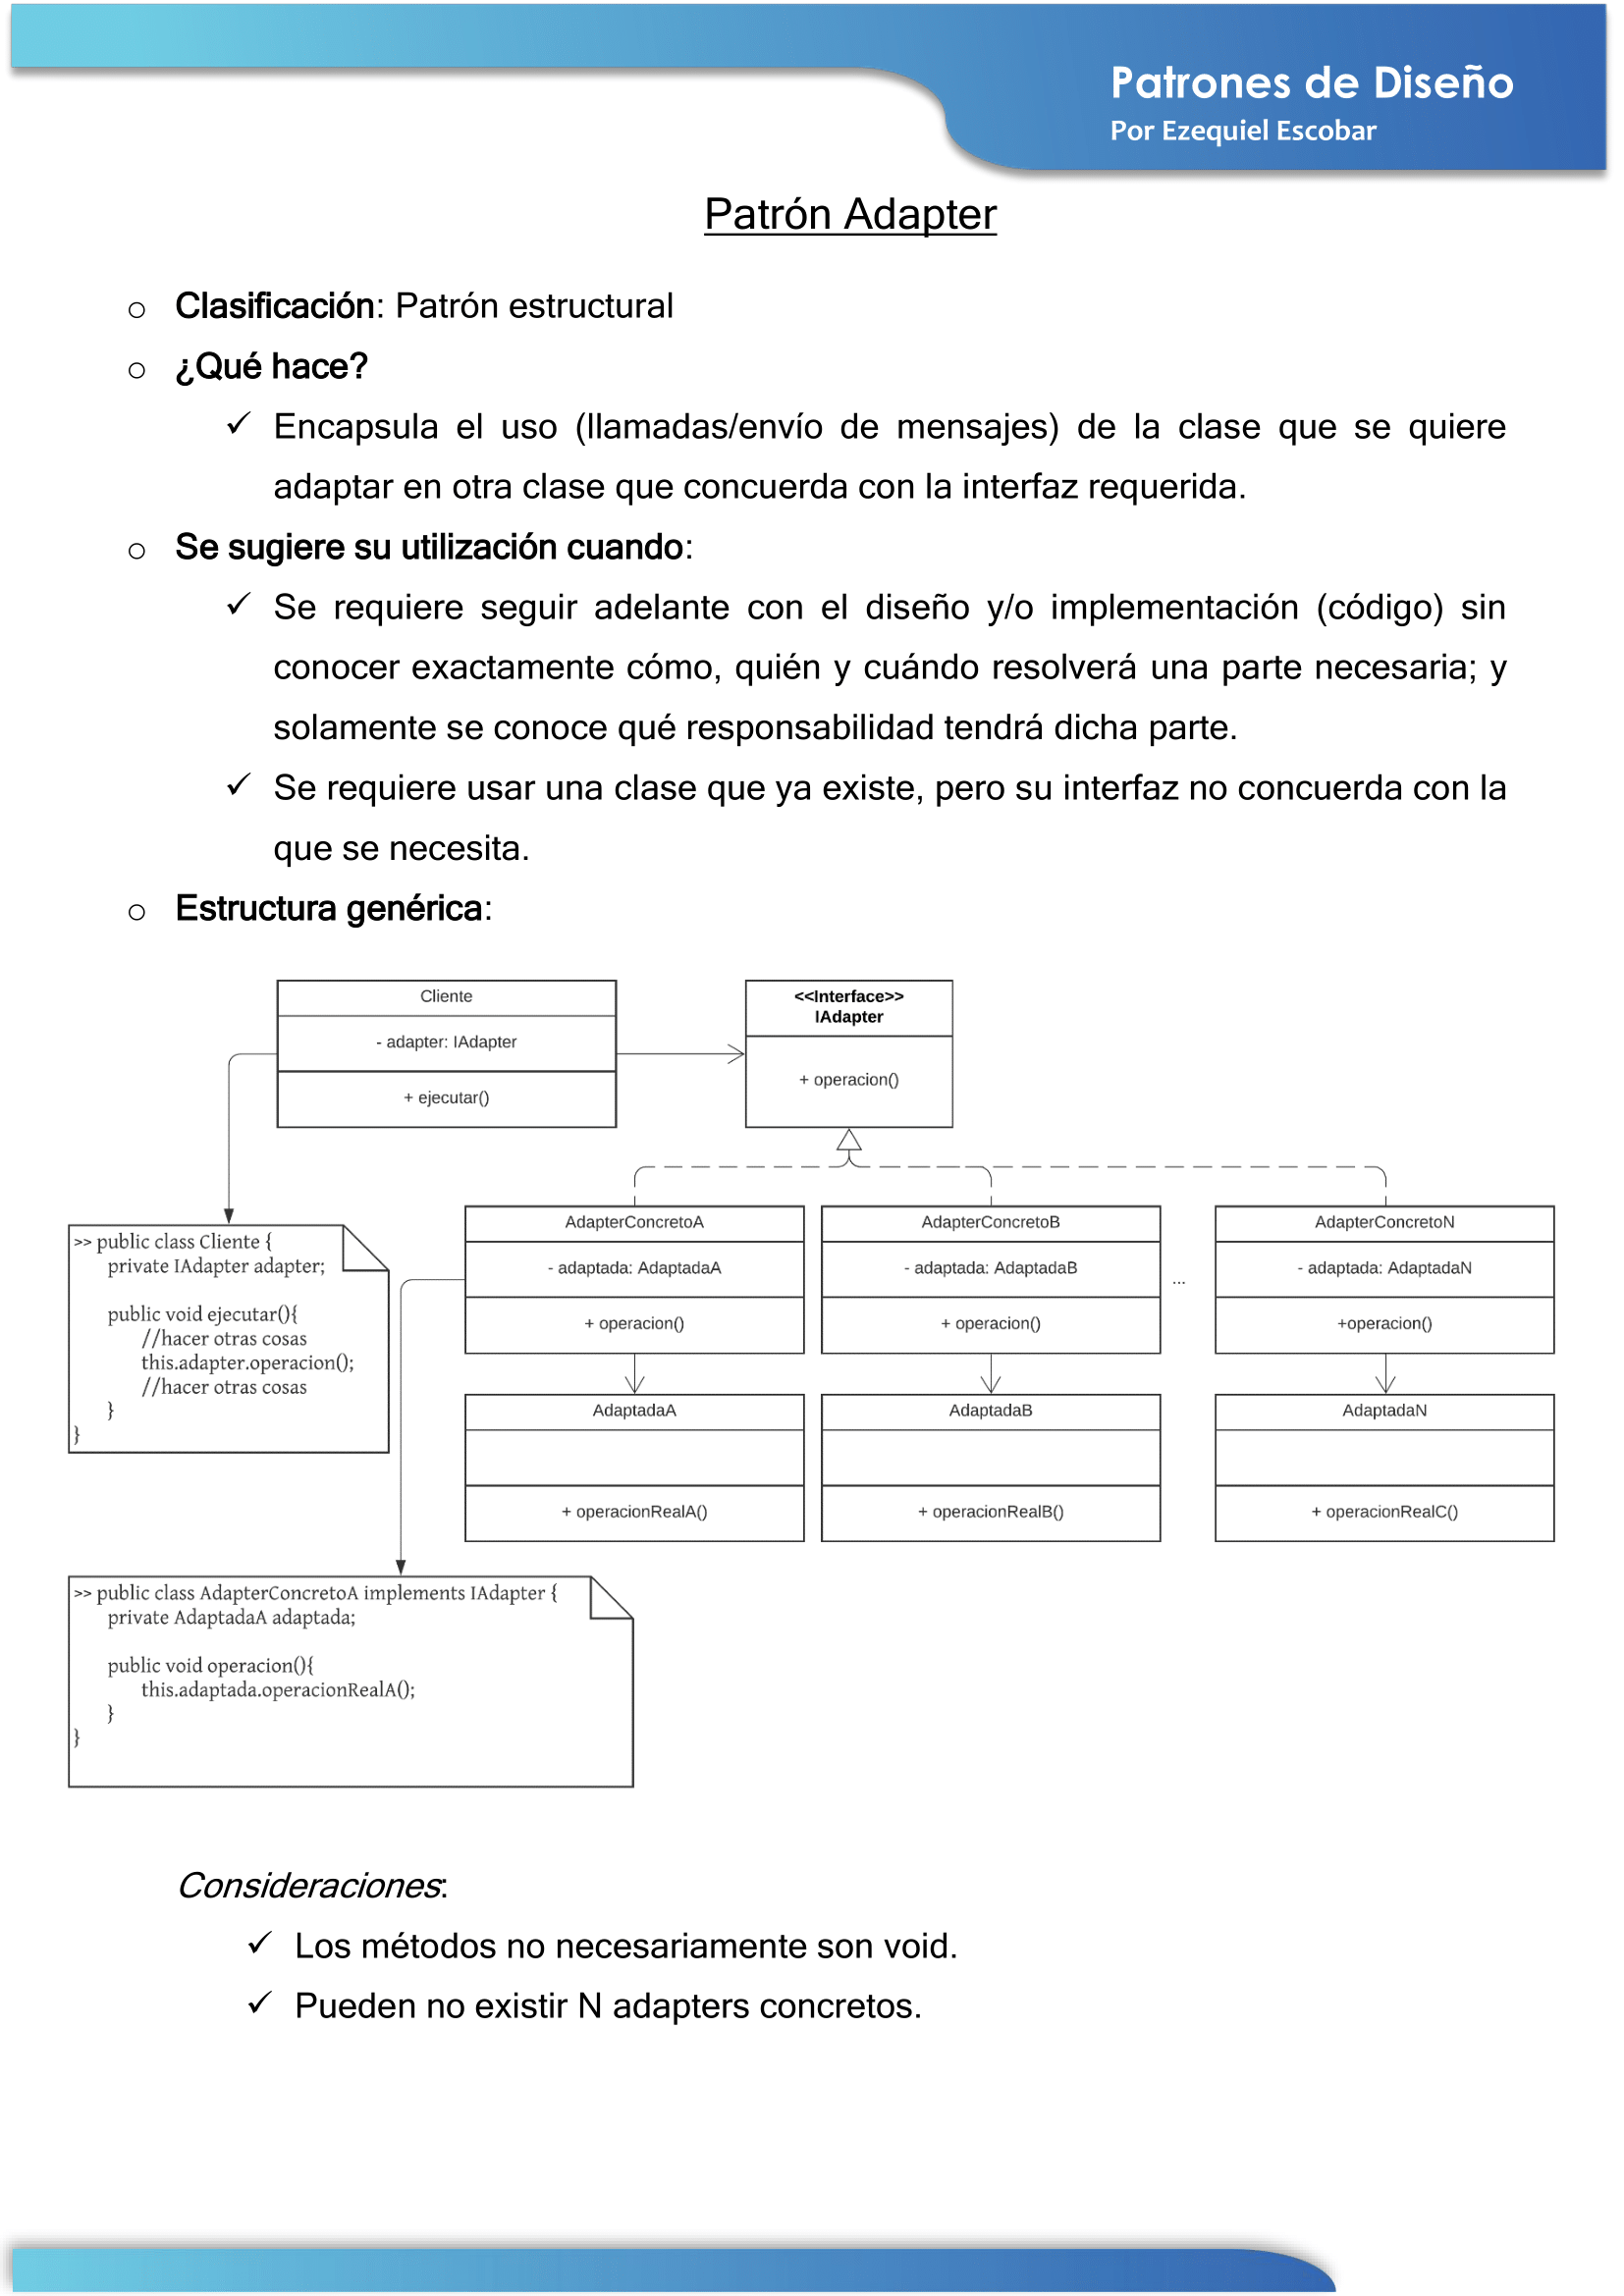 Patrones de Diseño
Por Ezequiel Escobar
Patrón Adapter
o Clasificación: Patrón estructural
o ¿Qué hace?
✓ Encapsula el uso (llamadas/envío de mensajes) de la clase que se quiere
adaptar en otra clase que concuerda con la interfaz requerida.
o Se sugiere su utilización cuando:
✓ Se requiere seguir adelante con el diseño y/o implementación (código) sin
conocer exactamente cómo, quién y cuándo resolverá una parte necesaria; y
solamente se conoce qué responsabilidad tendrá dicha parte.
✓ Se requiere usar una clase que ya existe, pero su interfaz no concuerda con la
que se necesita.
o Estructura genérica:
Cliente
- adapter: IAdapter
+ ejecutar()
<<Interface>>
IAdapter
+ operacion()
>> public class Cliente {
private IAdapter adapter;
public void ejecutar(){
//hacer otras cosas
this.adapter.operacion();
//hacer otras cosas
}
}
AdapterConcretoA
- adaptada: AdaptadaA
+ operacion()
AdapterConcretoB
- adaptada: AdaptadaB
+ operacion()
...
AdapterConcretoN
- adaptada: AdaptadaN
+operacion()
AdaptadaA
+ operacionRealA()
AdaptadaB
+ operacionRealB()
AdaptadaN
+ operacionRealC()
>> public class AdapterConcretoA implements IAdapter {
private AdaptadaA adaptada;
public void operacion(){
this.adaptada.operacionRealA();
}
}
Consideraciones:
✓ Los métodos no necesariamente son void.
✓ Pueden no existir N adapters concretos.